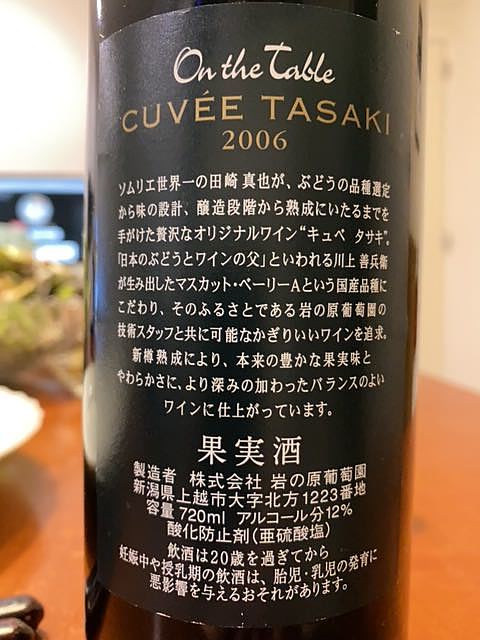 On the Table
CUVÉE TASAKI
2006
ソムリエ世界一の田崎 真也が、ぶどうの品種選定
から味の設計、醸造段階から熟成にいたるまでを
手がけた贅沢なオリジナルワイン“キュベ タサキ”。
「日本のぶどうとワインの父」といわれる川上 善兵衛
が生み出したマスカット・ベーリーAという国産品種に
こだわり、そのふるさとである岩の原葡萄園の
技術スタッフと共に可能なかぎりいいワインを追求。
新樽熟成により、本来の豊かな果実味と
やわらかさに、より深みの加わったバランスのよい
ワインに仕上がっています。
果実酒
製造者 株式会社 岩の原葡萄園
新潟県上越市大字北方1223番地
容量720ml アルコール分12%
酸化防止剤(亜硫酸塩)
飲酒は20歳を過ぎてから
妊娠中や授乳期の飲酒は、胎児・乳児の発育に
悪影響を与えるおそれがあります。